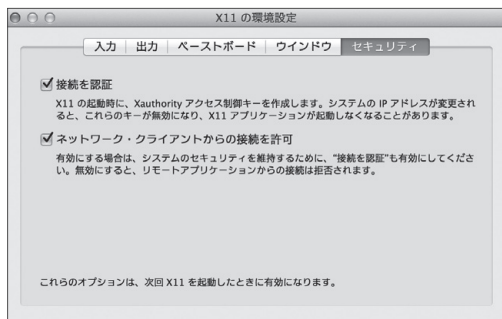 X11 の環境設定
入力 出力 ペーストボード ウインドウ セキュリティ
接続を認証
X11 の起動時に、Xauthority アクセス制御キーを作成します。システムの IP アドレスが変更され
ると、これらのキーが無効になり、X11 アプリケーションが起動しなくなることがあります。
ネットワーク・クライアントからの接続を許可
有効にする場合は、システムのセキュリティを維持するために、"接続を認証"も有効にしてくださ
い。無効にすると、リモートアプリケーションからの接続は拒否されます。
これらのオプションは、次回 X11 を起動したときに有効になります。